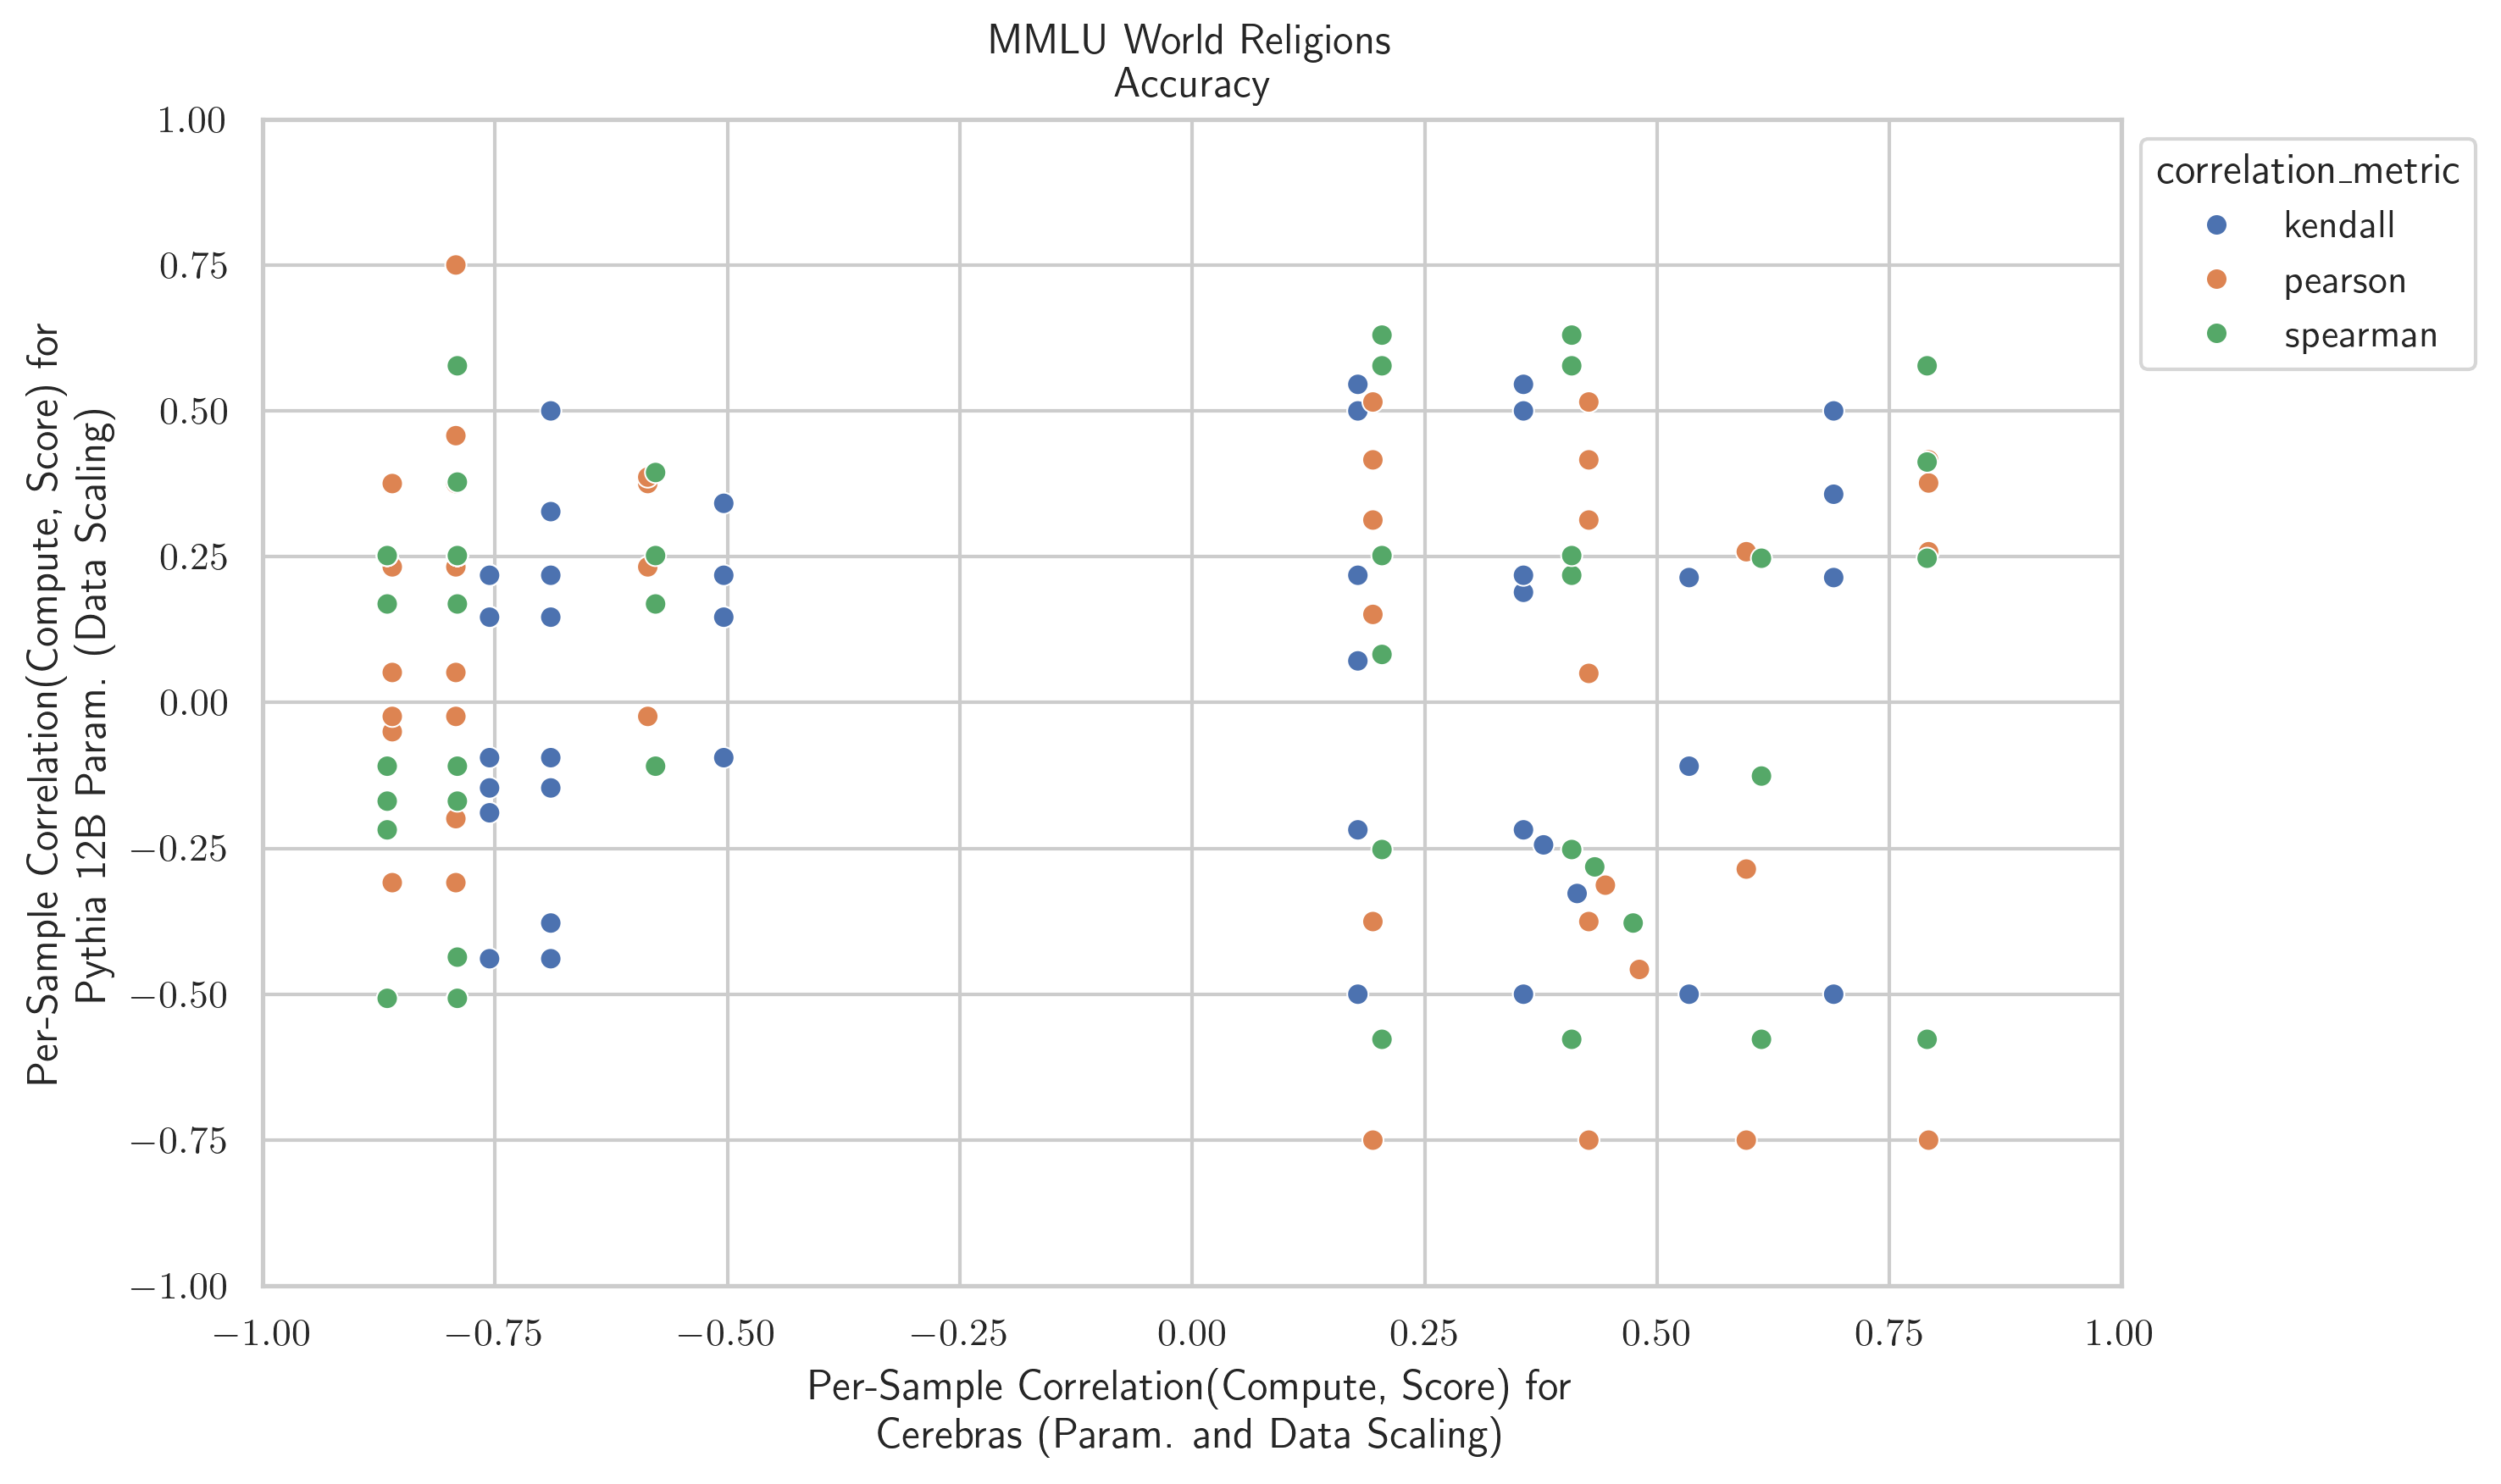 MMLU World Religions
Accuracy
1.00
0.75
0.50
0.25
0.00
−0.25
−0.50
−0.75
−1.00
Per-Sample Correlation(Compute, Score) for
Pythia 12B Param. (Data Scaling)
correlation_metric
kendall
pearson
spearman
−1.00 −0.75 −0.50 −0.25 0.00 0.25 0.50 0.75 1.00
Per-Sample Correlation(Compute, Score) for
Cerebras (Param. and Data Scaling)